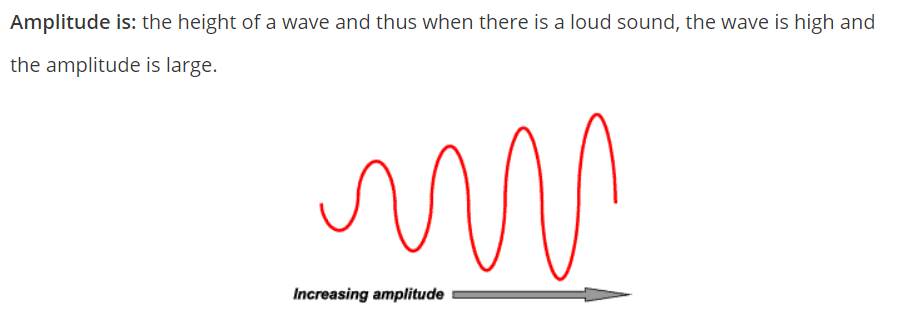 Amplitude is: the height of a wave and thus when there is a loud sound, the wave is high and
the amplitude is large.
Increasing amplitude